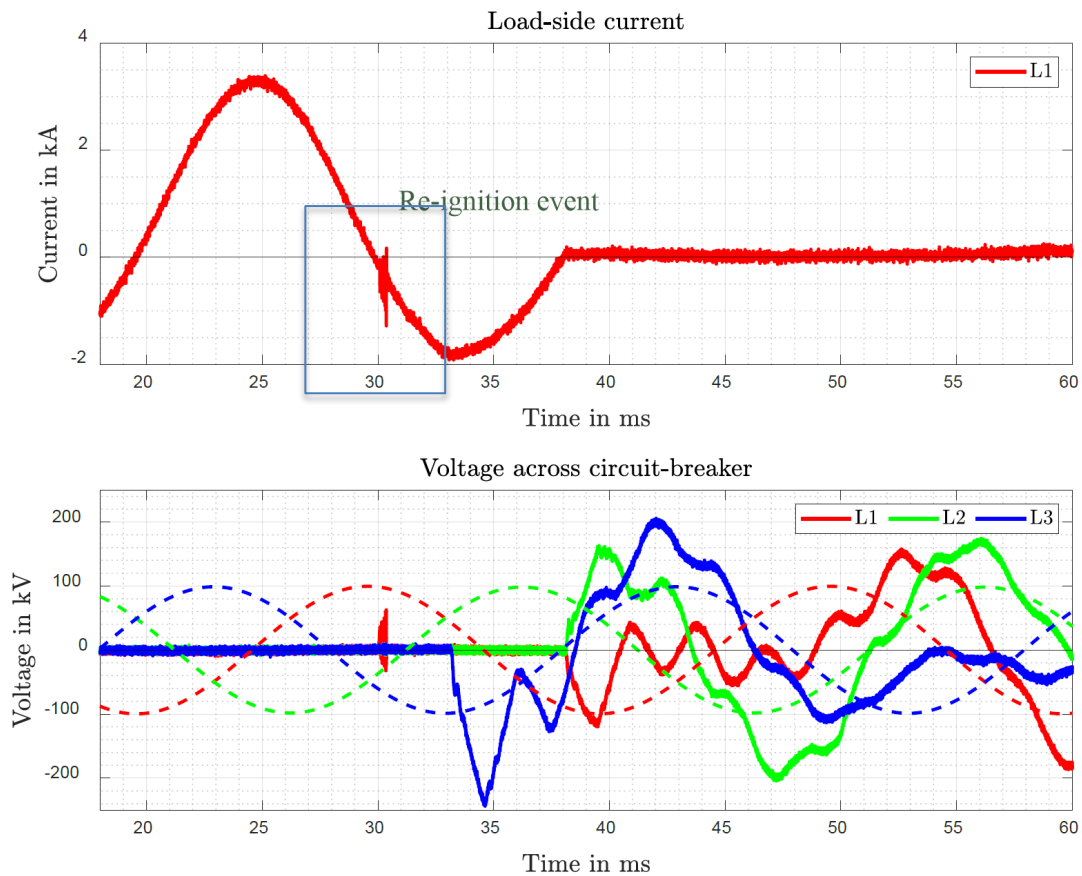 Load-side current
4
2
0
-2
Current in kA
L1
Re-ignition event
20 25 30 35 40 45 50 55 60
Time in ms
Voltage across circuit-breaker
200
100
0
-100
-200
Voltage in kV
L1 L2 L3
20 25 30 35 40 45 50 55 60
Time in ms